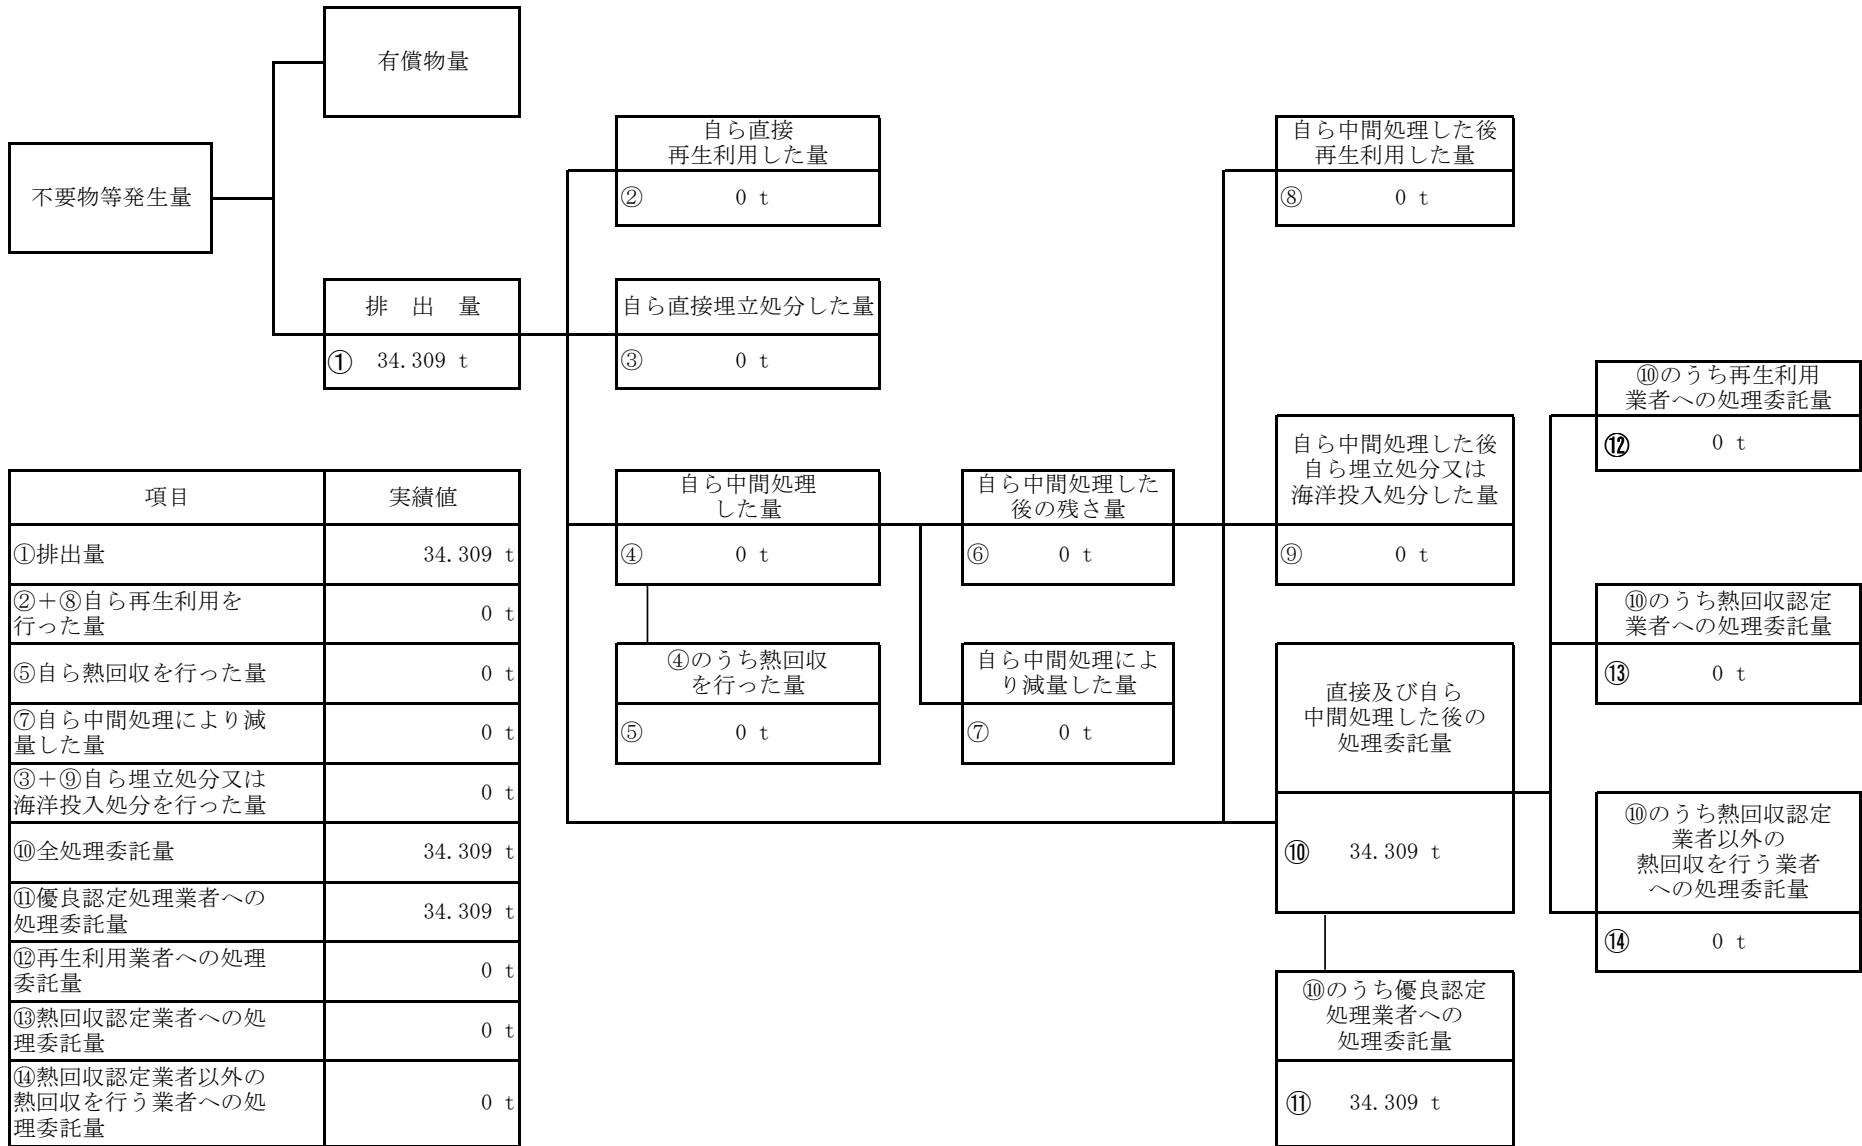 有償物量
不要物等発生量
排 出 量
① 34.309 t
自ら直接
再生利用した量
② 0 t
自ら直接埋立処分した量
③ 0 t
自ら中間処理
した量
④ 0 t
④のうち熱回収
を行った量
⑤ 0 t
自ら中間処理した
後の残さ量
⑥ 0 t
自ら中間処理によ
り減量した量
⑦ 0 t
自ら中間処理した後
再生利用した量
⑧ 0 t
自ら中間処理した後
自ら埋立処分又は
海洋投入処分した量
⑨ 0 t
直接及び自ら
中間処理した後の
処理委託量
⑩ 34.309 t
⑩のうち優良認定
処理業者への
処理委託量
⑪ 34.309 t
⑩のうち再生利用
業者への処理委託量
⑫ 0 t
⑩のうち熱回収認定
業者への処理委託量
⑬ 0 t
⑩のうち熱回収認定
業者以外の
熱回収を行う業者
への処理委託量
⑭ 0 t
項目 実績値
①排出量 34.309 t
②＋⑧自ら再生利用を
行った量 0 t
⑤自ら熱回収を行った量 0 t
⑦自ら中間処理により減
量した量 0 t
③＋⑨自ら埋立処分又は
海洋投入処分を行った量 0 t
⑩全処理委託量 34.309 t
⑪優良認定処理業者への
処理委託量 34.309 t
⑫再生利用業者への処理
委託量 0 t
⑬熱回収認定業者への処
理委託量 0 t
⑭熱回収認定業者以外の
熱回収を行う業者への処
理委託量 0 t